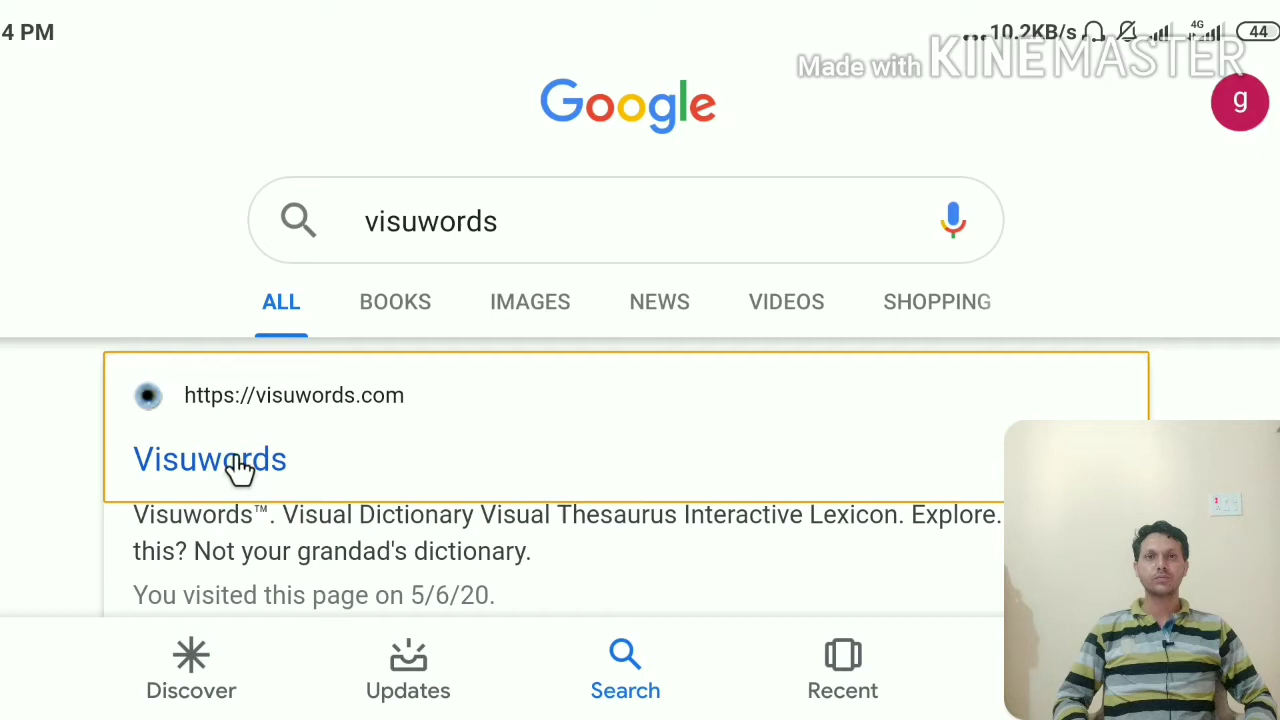 4 PM
...10.2KB/s
4G
44
Made with KINEMASTER
Google
g
visuwords
ALL BOOKS IMAGES NEWS VIDEOS SHOPPING
https://visuwords.com
Visuwords
Visuwords™. Visual Dictionary Visual Thesaurus Interactive Lexicon. Explore.
this? Not your grandad's dictionary.
You visited this page on 5/6/20.
Discover Updates Search Recent